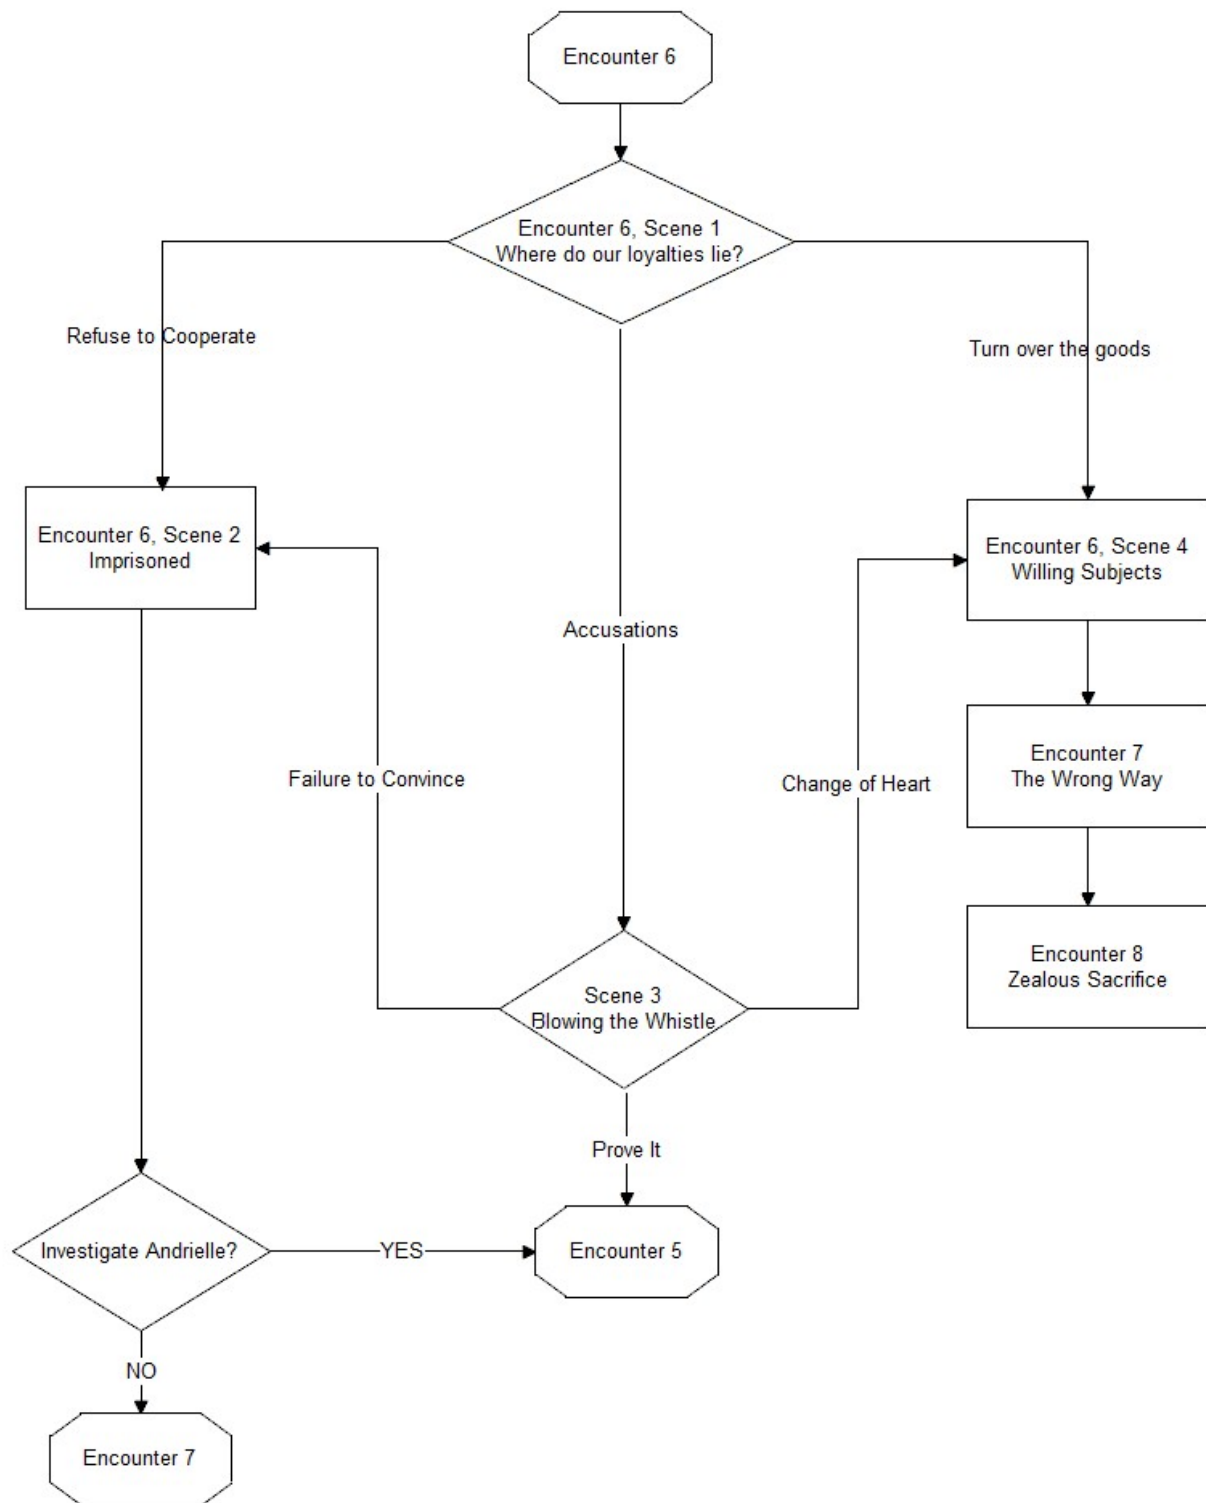 Encounter 6
Encounter 6, Scene 1
Where do our loyalties lie?
Refuse to Cooperate
Turn over the goods
Encounter 6, Scene 2
Imprisoned
Encounter 6, Scene 4
Willing Subjects
Accusations
Encounter 7
The Wrong Way
Failure to Convince
Change of Heart
Encounter 8
Zealous Sacrifice
Scene 3
Blowing the Whistle
Prove It
Investigate Andrielle?
YES
Encounter 5
NO
Encounter 7